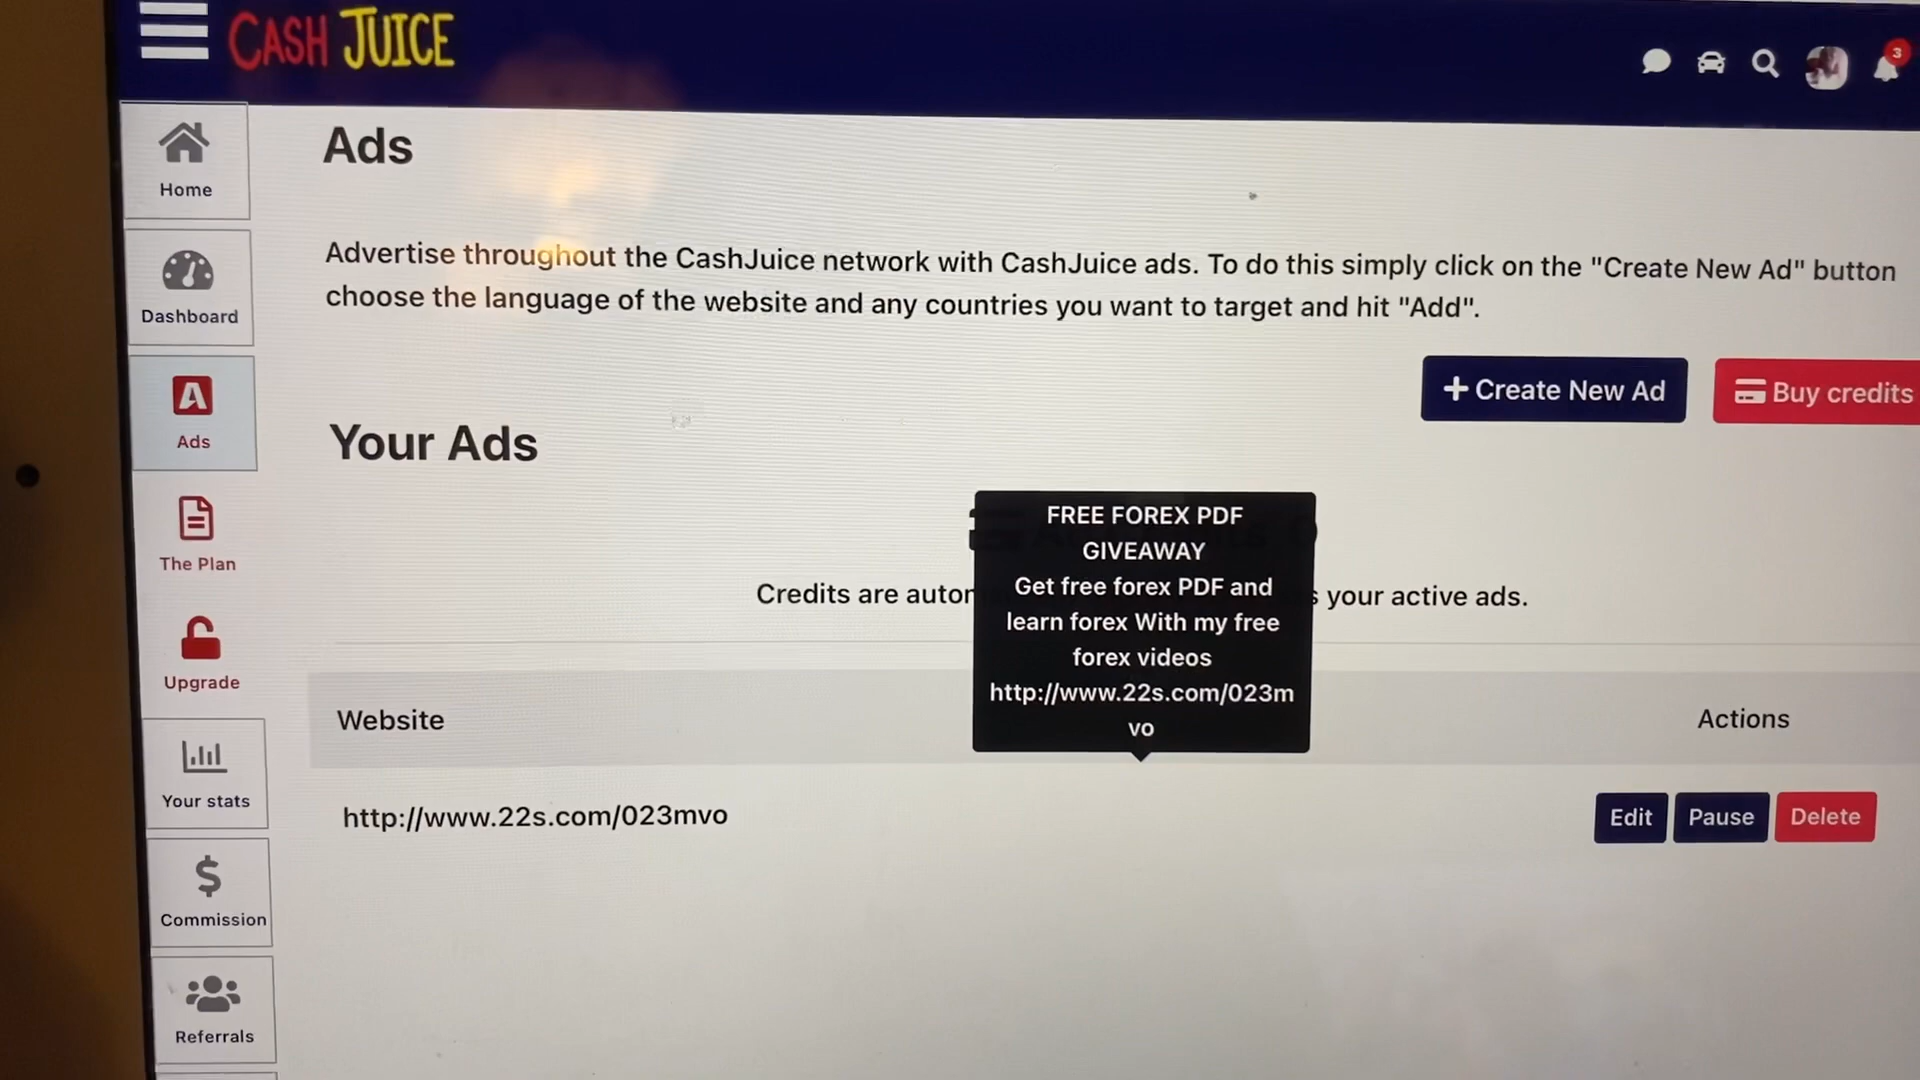 CASH JUICE
3
Home
Dashboard
Ads
The Plan
Upgrade
Your stats
Commission
Referrals
Ads
Advertise throughout the CashJuice network with CashJuice ads. To do this simply click on the "Create New Ad" button
choose the language of the website and any countries you want to target and hit "Add".
+ Create New Ad
Buy credits
Your Ads
FREE FOREX PDF
GIVEAWAY
Get free forex PDF and
learn forex With my free
forex videos
http://www.22s.com/023m
vo
Credits are your active ads.
Website
Actions
http://www.22s.com/023mvo
Edit
Pause
Delete